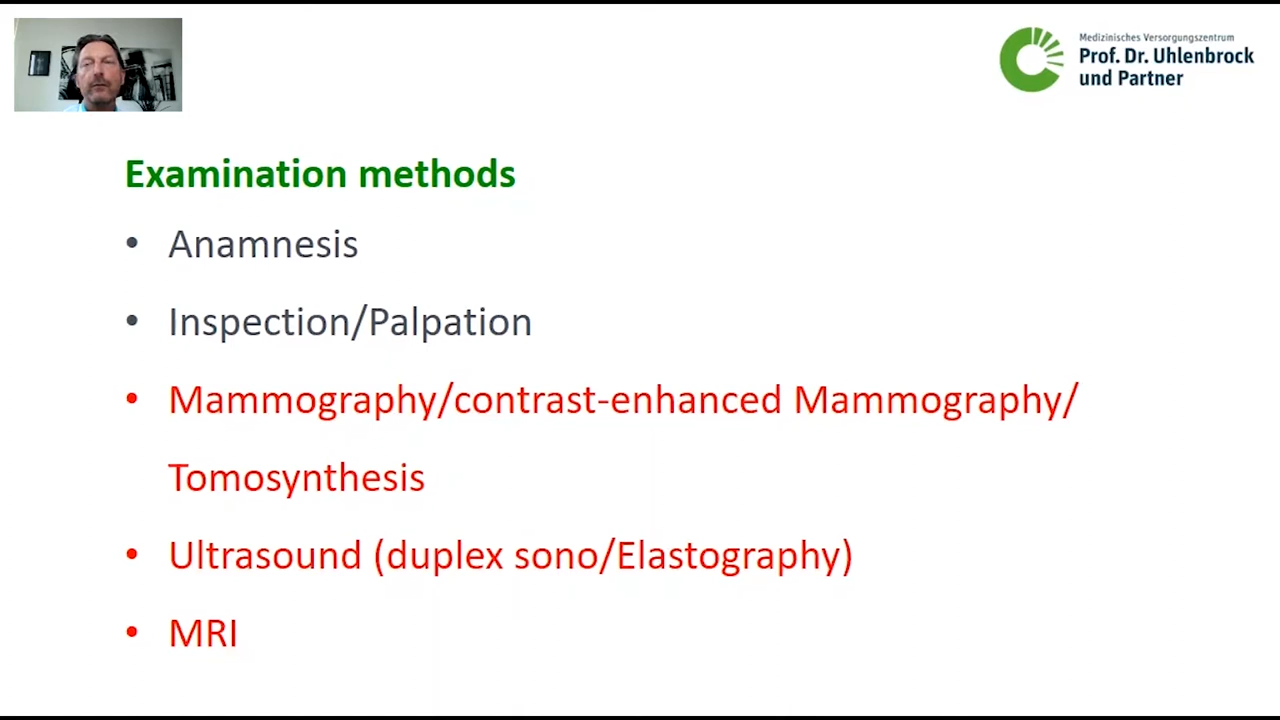 Medizinisches Versorgungszentrum
Prof. Dr. Uhlenbrock
und Partner
Examination methods
• Anamnesis
• Inspection/Palpation
• Mammography/contrast-enhanced Mammography/
Tomosynthesis
• Ultrasound (duplex sono/Elastography)
• MRI